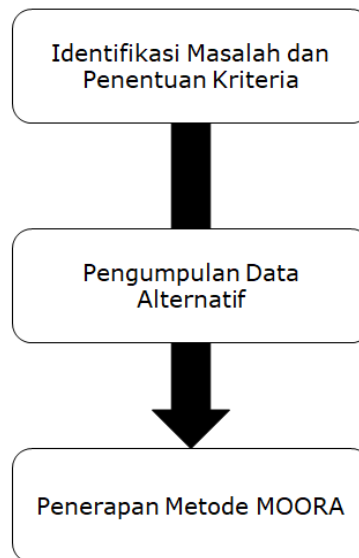 Identifikasi Masalah dan
Penentuan Kriteria
Pengumpulan Data
Alternatif
Penerapan Metode MOORA